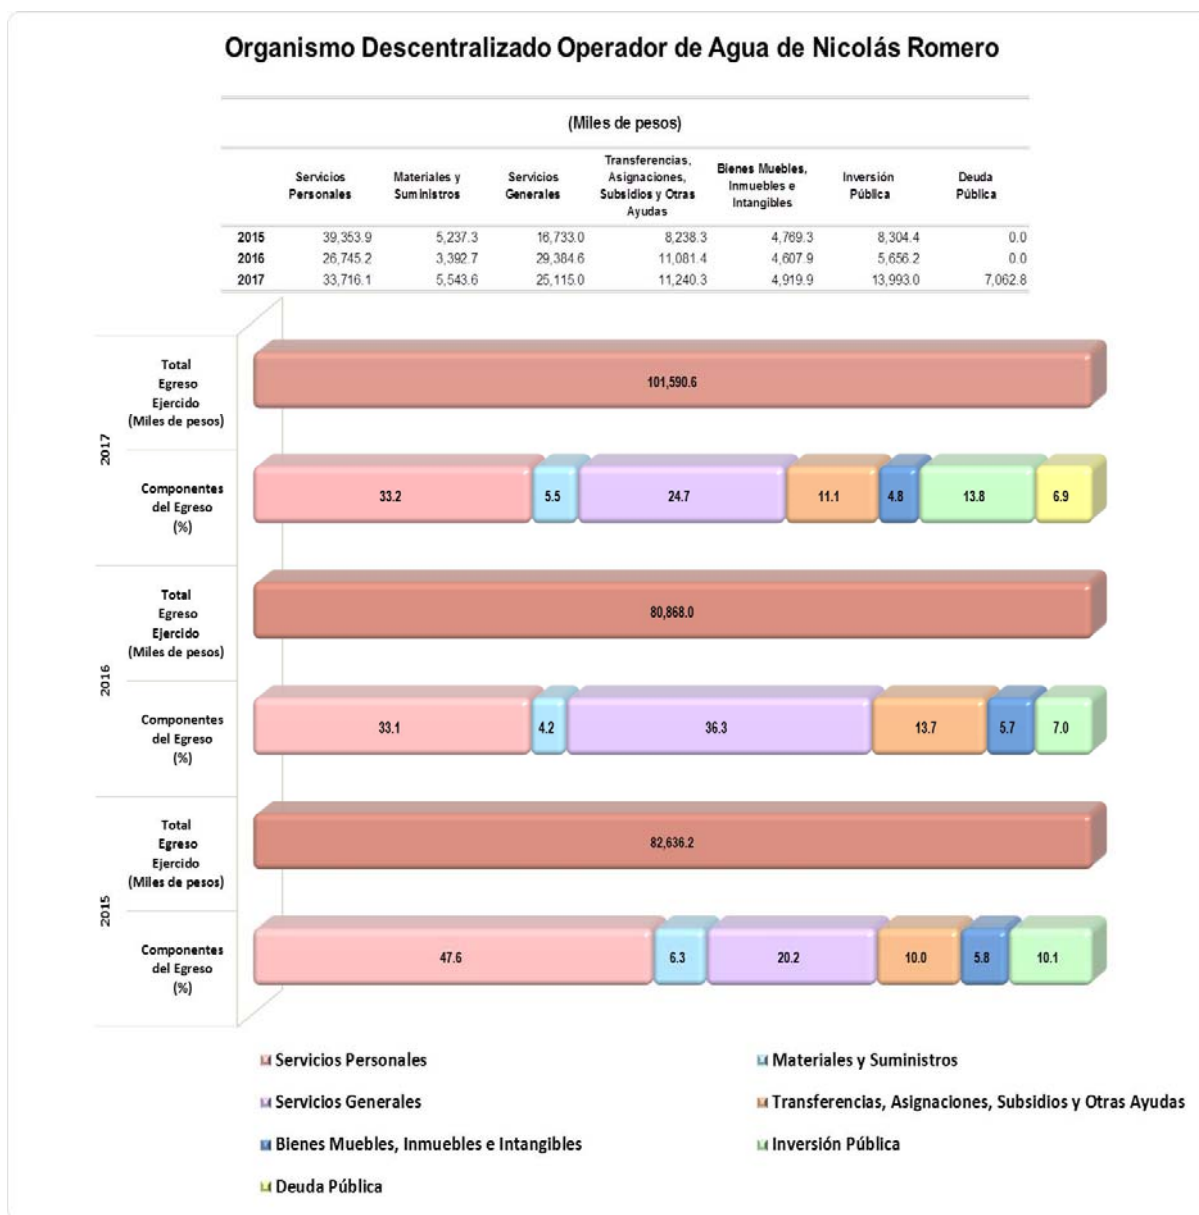 Organismo Descentralizado Operador de Agua de Nicolás Romero
(Miles de pesos)
Servicios Personales
Materiales y Suministros
Servicios Generales
Transferencias, Asignaciones, Subsidios y Otras Ayudas
Bienes Muebles, Inmuebles e Intangibles
Inversión Pública
Deuda Pública
2015 39,353.9 5,237.3 16,733.0 8,238.3 4,769.3 8,304.4 0.0
2016 26,745.2 3,392.7 29,384.6 11,081.4 4,607.9 5,656.2 0.0
2017 33,716.1 5,543.6 25,115.0 11,240.3 4,919.9 13,993.0 7,062.8
2017
Total
Egreso
Ejercido
(Miles de pesos)
101,590.6
Componentes
del Egreso
(%)
33.2 5.5 24.7 11.1 4.8 13.8 6.9
2016
Total
Egreso
Ejercido
(Miles de pesos)
80,868.0
Componentes
del Egreso
(%)
33.1 4.2 36.3 13.7 5.7 7.0
2015
Total
Egreso
Ejercido
(Miles de pesos)
82,636.2
Componentes
del Egreso
(%)
47.6 6.3 20.2 10.0 5.8 10.1
Servicios Personales
Materiales y Suministros
Servicios Generales
Transferencias, Asignaciones, Subsidios y Otras Ayudas
Bienes Muebles, Inmuebles e Intangibles
Inversión Pública
Deuda Pública